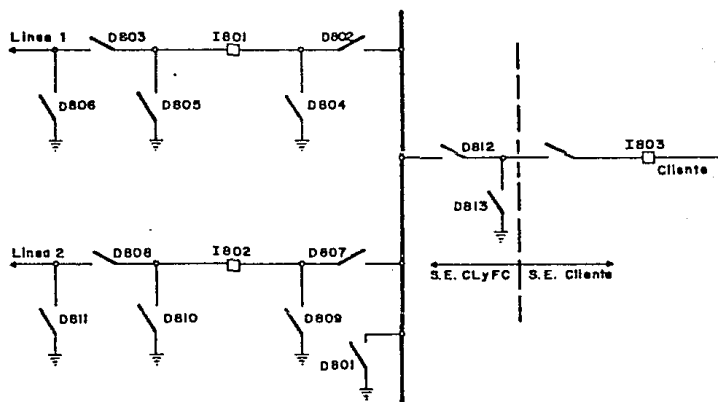 Linea 1
D803
I801
D802
D806
D805
D804
D812
I803
Cliente
D813
Linea 2
D808
I802
D807
S.E. CLyFC
S.E. Cliente
D811
D810
D809
D801